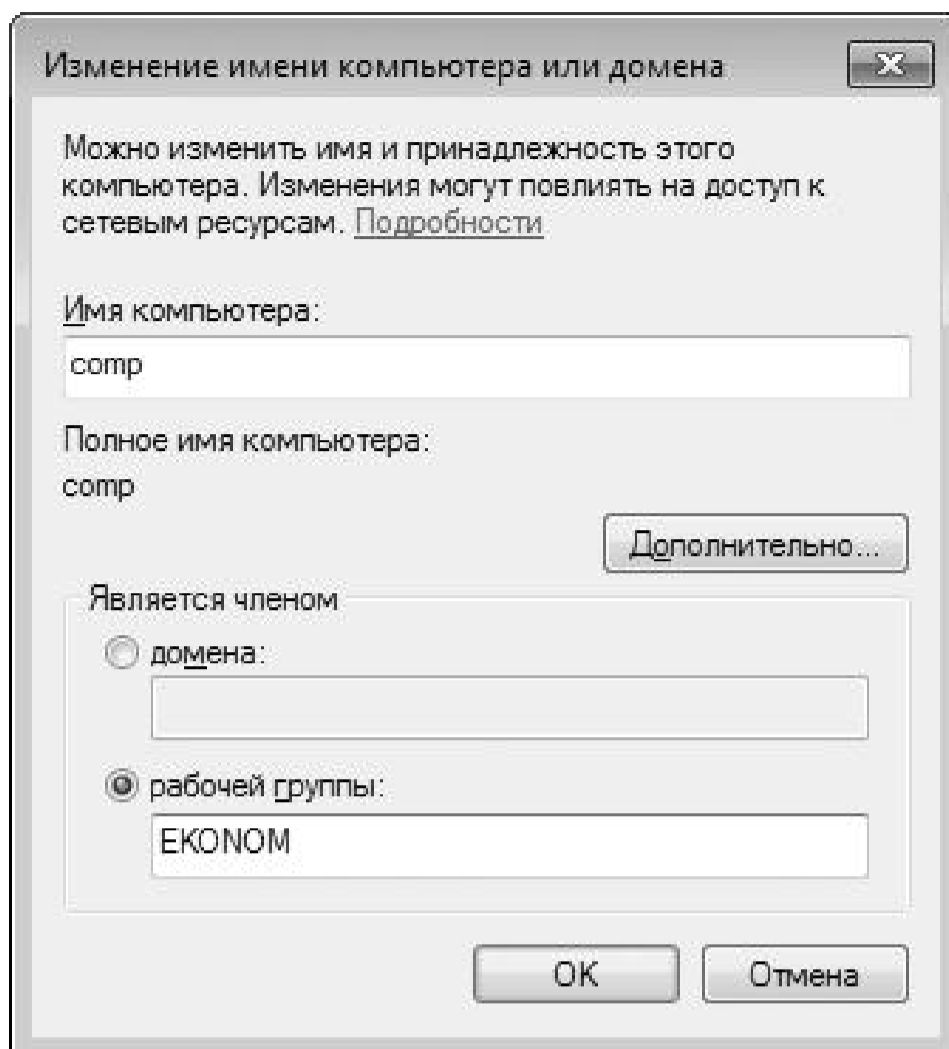 Изменение имени компьютера или домена
Можно изменить имя и принадлежность этого
компьютера. Изменения могут повлиять на доступ к
сетевым ресурсам. Подробности
Имя компьютера:
comp
Полное имя компьютера:
comp
Дополнительно...
Является членом
домена:
рабочей группы:
EKONOM
ОК
Отмена